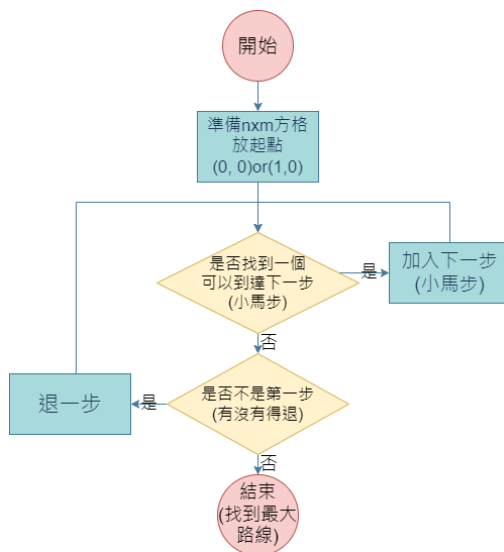 開始
準備nxm方格
放起點
(0, 0)or(1,0)
是否找到一個
可以到達下一步
(小馬步)
是
加入下一步
(小馬步)
否
是否不是第一步
(有沒有得退)
是
退一步
否
結束
(找到最大
路線)